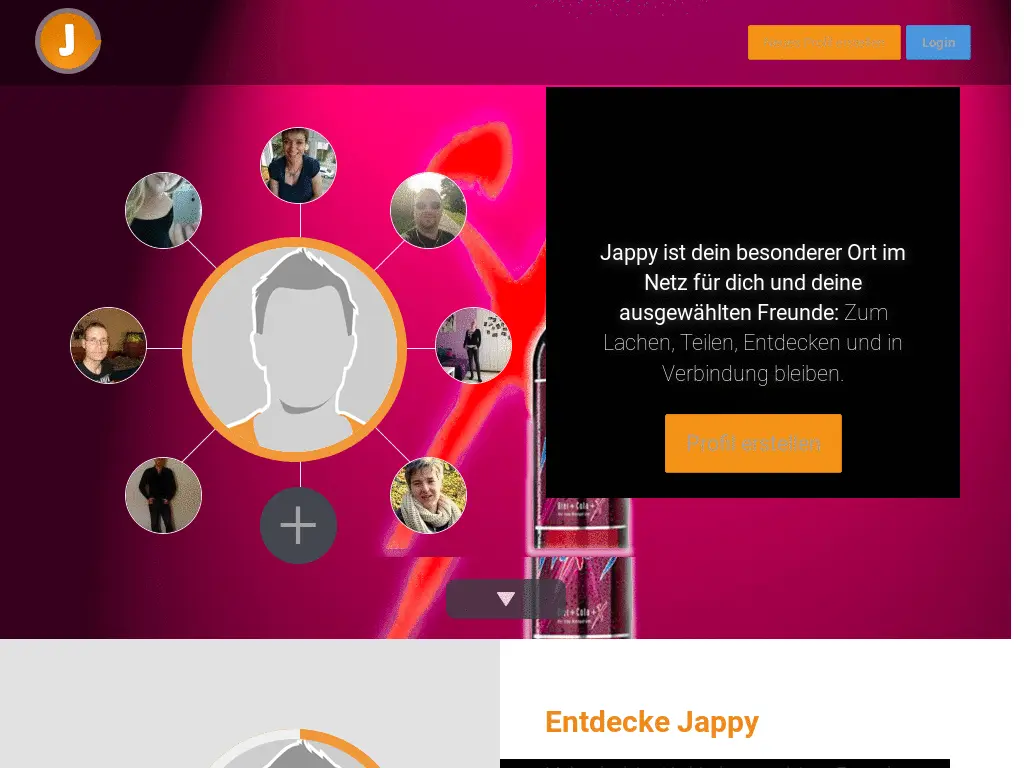 J
Login
Jappy ist dein besonderer Ort im
Netz für dich und deine
ausgewählten Freunde: Zum
Lachen, Teilen, Entdecken und in
Verbindung bleiben.
Profil erstellen
Entdecke Jappy